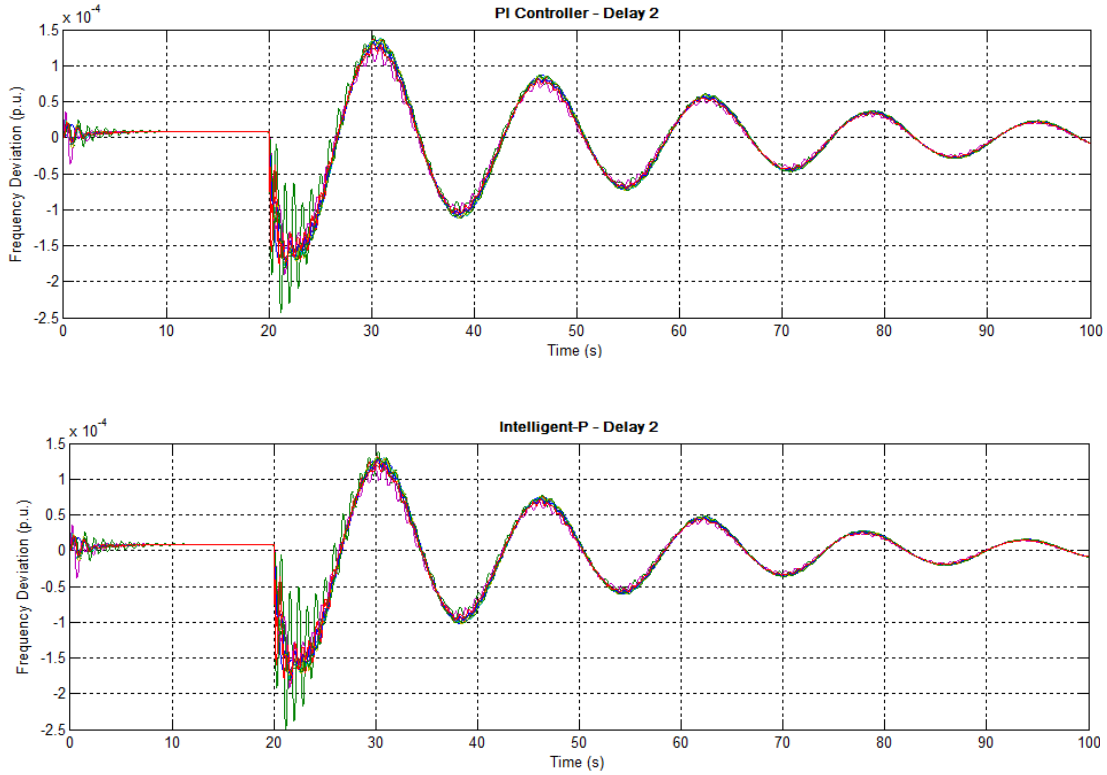 PI Controller - Delay 2
x 10-4
1.5
1
0.5
0
-0.5
-1
-1.5
-2
-2.5
Frequency Deviation (p.u.)
0 10 20 30 40 50 60 70 80 90 100
Time (s)
Intelligent-P - Delay 2
x 10-4
1.5
1
0.5
0
-0.5
-1
-1.5
-2
-2.5
Frequency Deviation (p.u.)
0 10 20 30 40 50 60 70 80 90 100
Time (s)